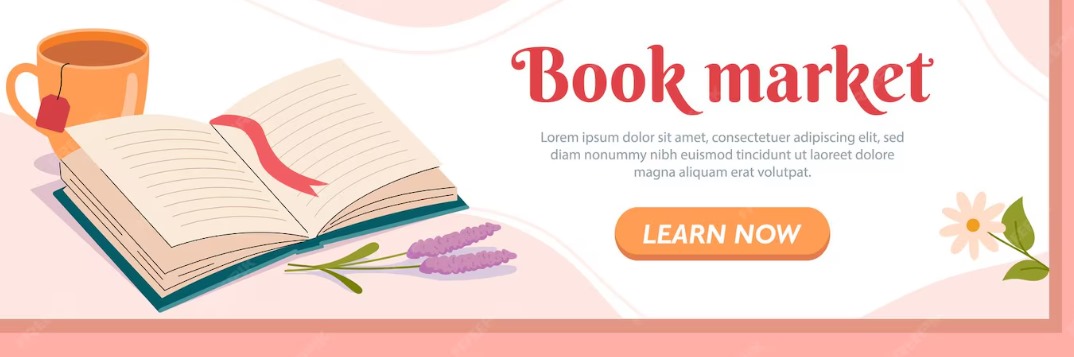 Book market
Lorem ipsum dolor sit amet, consectetuer adipiscing elit, sed
diam nonummy nibh euismod tincidunt ut laoreet dolore
magna aliquam erat volutpat.
LEARN NOW